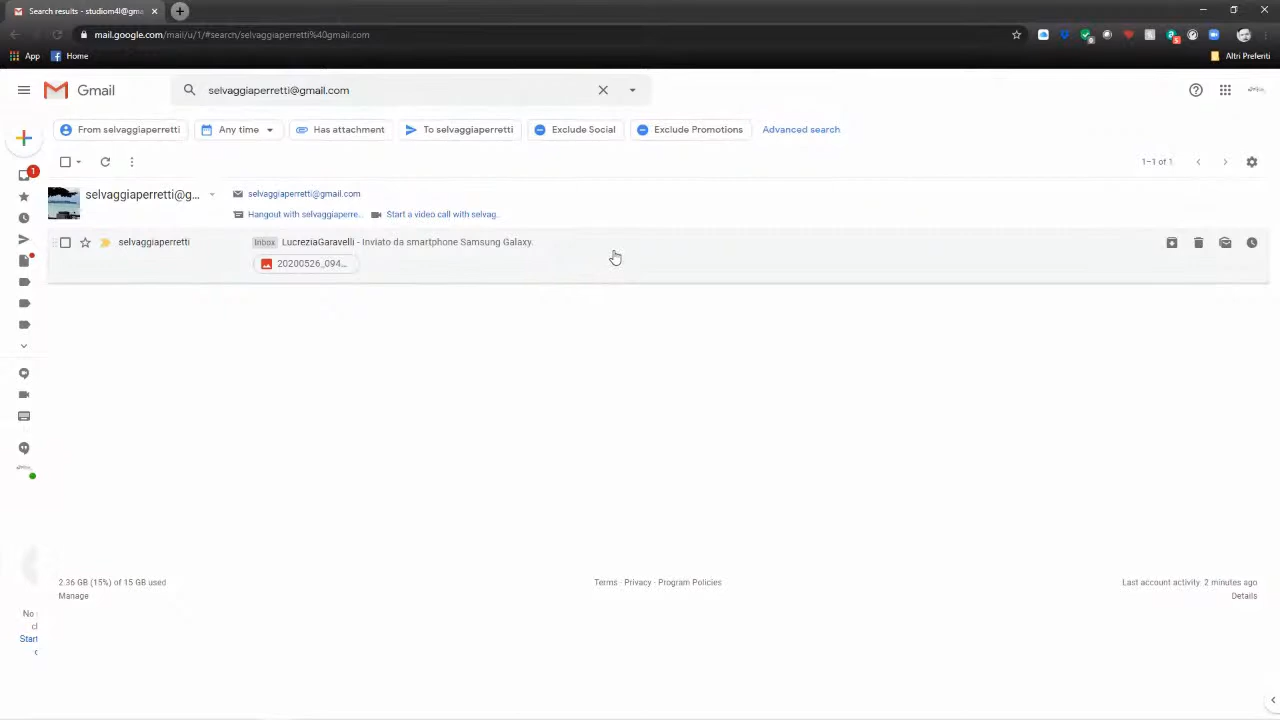 Search results - studiom4l@gma
mail.google.com/mail/u/1/#search/selvaggiaperretti%40gmail.com
App
Home
Altri Preferiti
Gmail
selvaggiaperretti@gmail.com
From selvaggiaperretti
Any time
Has attachment
To selvaggiaperretti
Exclude Social
Exclude Promotions
Advanced search
1–1 of 1
1
selvaggiaperretti@g...
selvaggiaperretti@gmail.com
Hangout with selvaggiaperre..
Start a video call with selvag..
selvaggiaperretti
Inbox
LucreziaGaravelli - Inviato da smartphone Samsung Galaxy.
20200526_094...
2.36 GB (15%) of 15 GB used
Manage
Terms · Privacy · Program Policies
Last account activity: 2 minutes ago
Details
No
Start